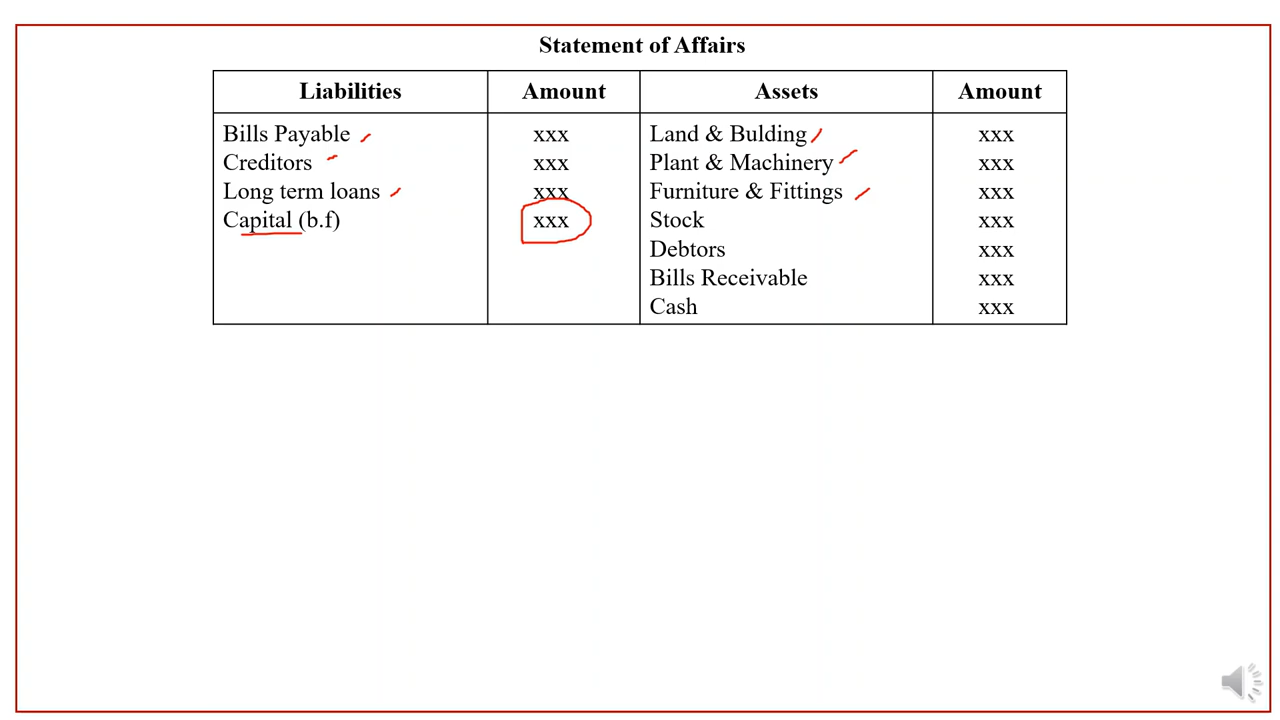 Statement of Affairs
Liabilities Amount Assets Amount
Bills Payable xxx Land & Bulding xxx
Creditors xxx Plant & Machinery xxx
Long term loans xxx Furniture & Fittings xxx
Capital (b.f) xxx Stock xxx
Debtors xxx
Bills Receivable xxx
Cash xxx